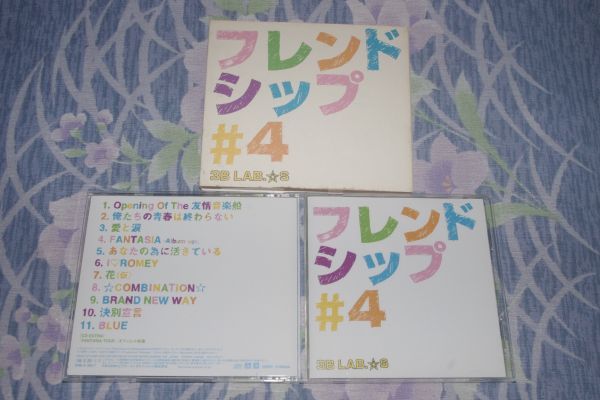 フレンド
シップ
#4
3B LAB.☆S
1. Opening Of The 友情音楽船
2. 俺たちの青春は終わらない
3. 愛と涙
4. FANTASIA
5. あなたの為に活きている
6. I♡ROMEY
7. 花(仮)
8. ☆COMBINATION☆
9. BRAND NEW WAY
10. 決別宣言
11. BLUE
フレンド
シップ
#4
3B LAB.☆S